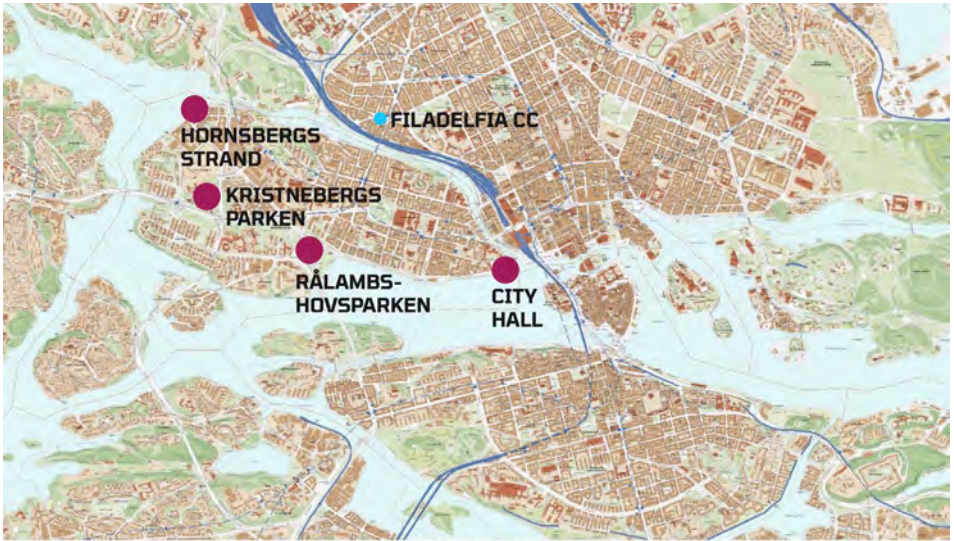 HORNSBERGS
STRAND
FILADELFIA CC
KRISTNEBERGS
PARKEN
RÅLAMBS-
HOVSPARKEN
CITY
HALL